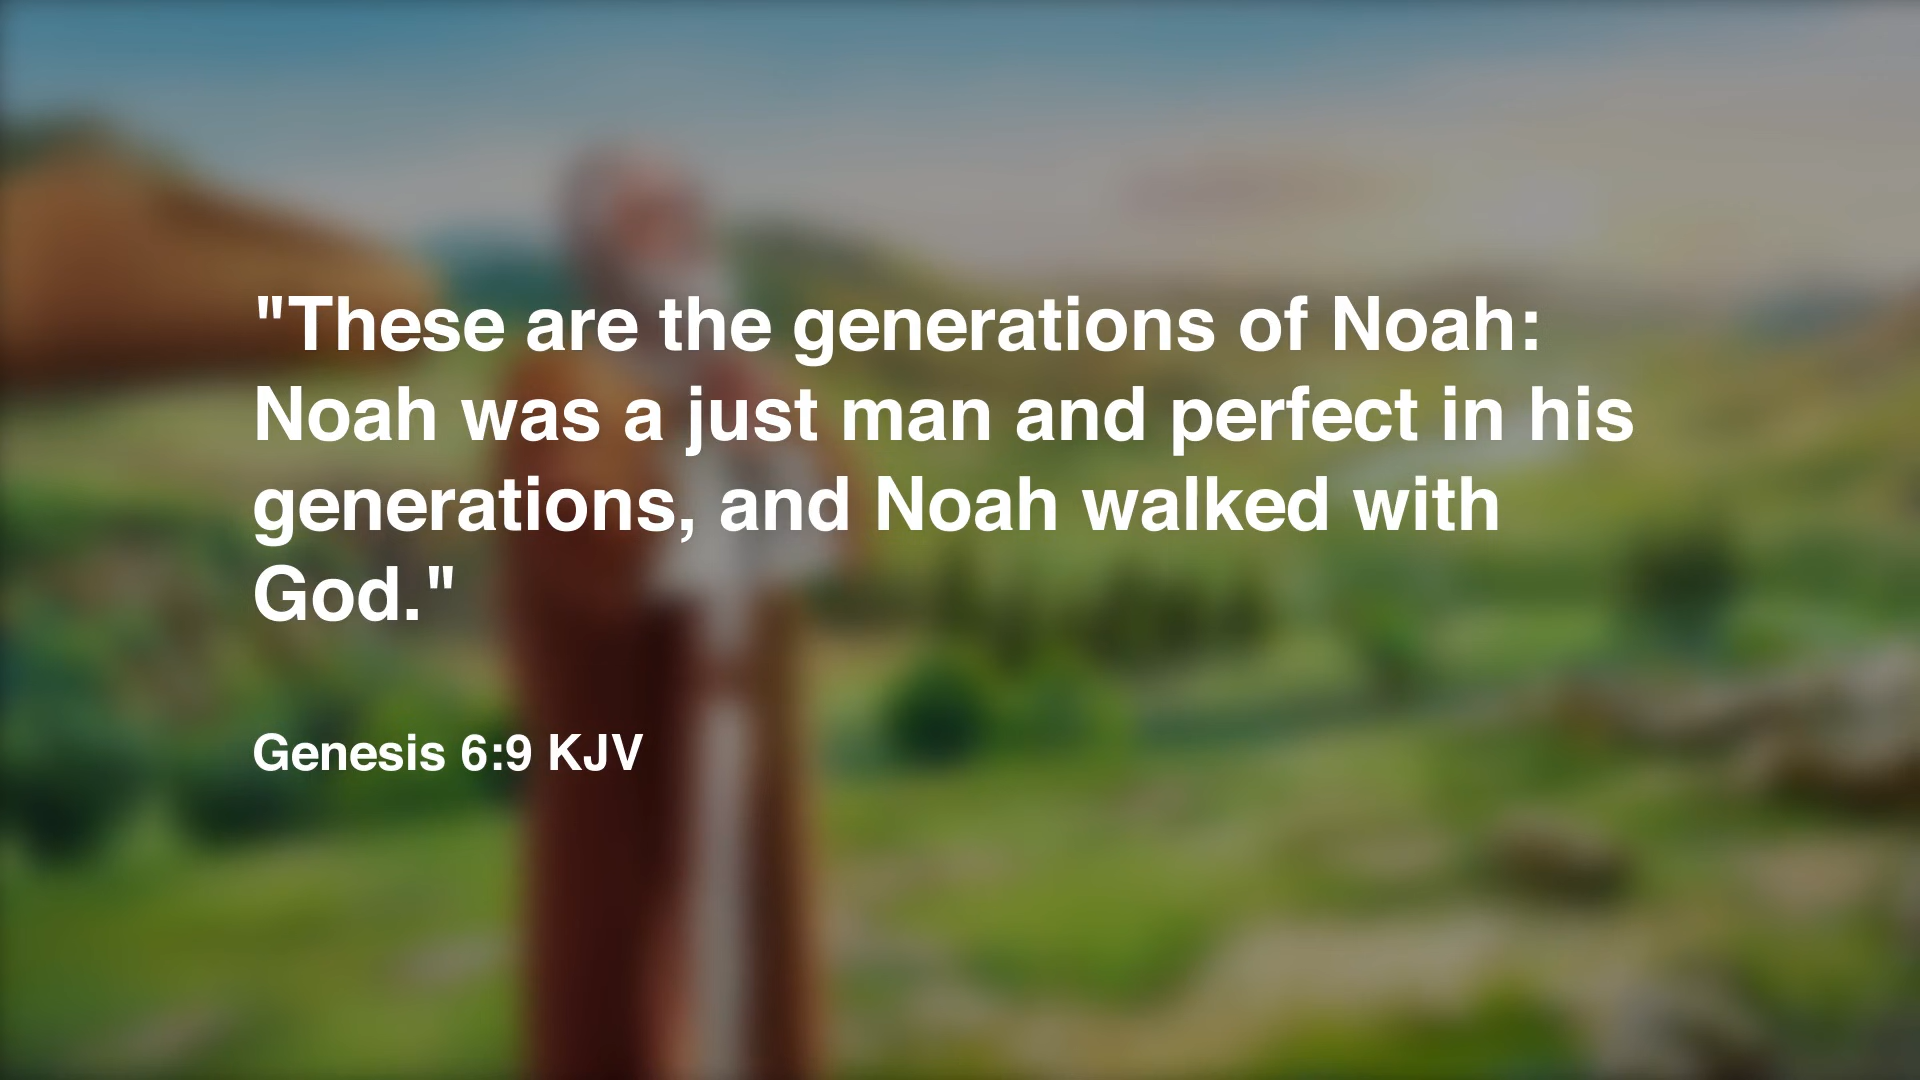 "These are the generations of Noah:
Noah was a just man and perfect in his
generations, and Noah walked with
God."
Genesis 6:9 KJV